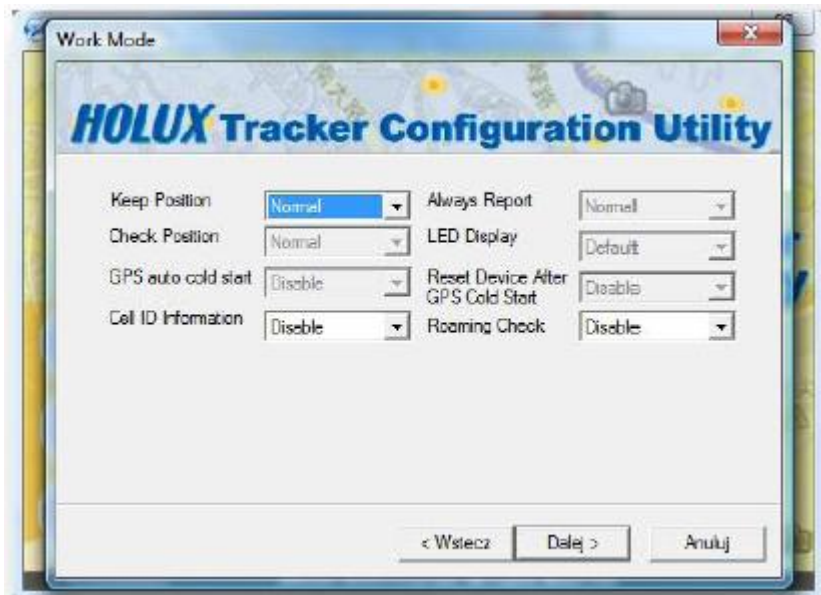 Work Mode
HOLUX Tracker Configuration Utility
Keep Position Normal Always Report Normal
Check Position Normal LED Display Default
GPS auto cold start Disable Reset Device After GPS Cold Start Disable
Cell ID Information Disable Roaming Check Disable
< Wstecz Dalej > Anuluj